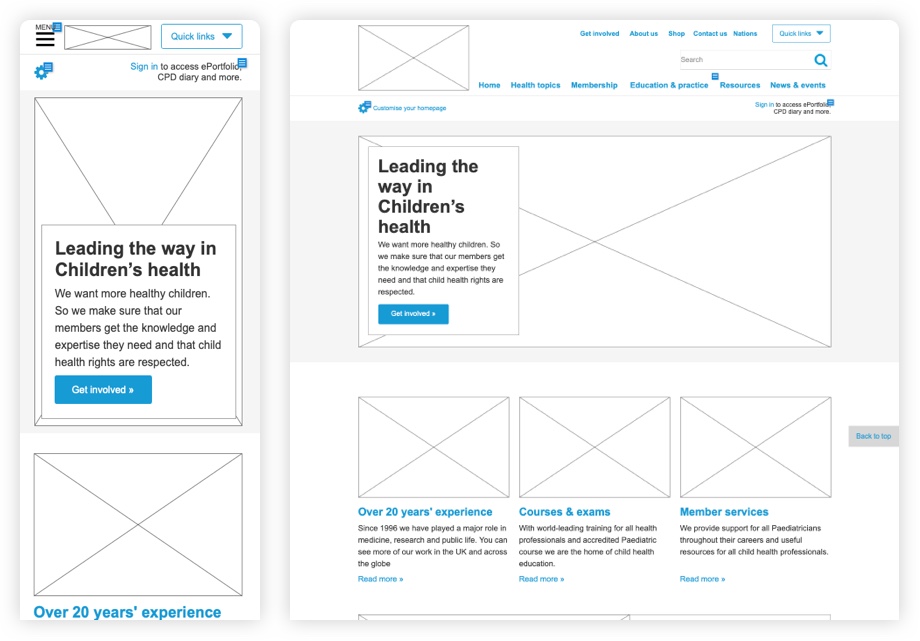 MENU
Quick links
Sign in to access ePortfolio,
CPD diary and more.
Leading the way in
Children's health
We want more healthy children.
So we make sure that our
members get the knowledge and
expertise they need and that child
health rights are respected.
Get involved »
Over 20 years' experience
Get involved About us Shop Contact us Nations
Quick links
Search
Home Health topics Membership Education & practice Resources News & events
Customise your homepage
Sign in to access ePortfolio,
CPD diary and more.
Leading the
way in
Children's
health
We want more healthy children. So
we make sure that our members get
the knowledge and expertise they
need and that child health rights are
respected.
Get involved »
Back to top
Over 20 years' experience
Since 1996 we have played a major role in
medicine, research and public life. You can
see more of our work in the UK and across
the globe
Read more »
Courses & exams
With world-leading training for all health
professionals and accredited Paediatric
course we are the home of child health
education.
Read more »
Member services
We provide support for all Paediatricians
throughout their careers and useful
resources for all child health professionals.
Read more »